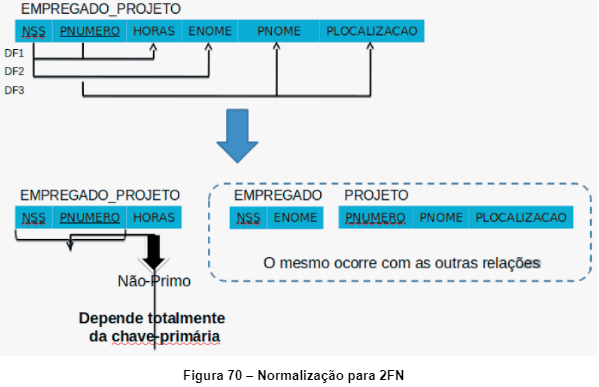 EMPREGADO_PROJETO
NSS PNUMERO HORAS ENOME PNOME PLOCALIZACAO
DF1
DF2
DF3
EMPREGADO_PROJETO
NSS PNUMERO HORAS
EMPREGADO PROJETO
NSS ENOME PNUMERO PNOME PLOCALIZACAO
O mesmo ocorre com as outras relações
Não-Primo
Depende totalmente
da chave-primária
Figura 70 – Normalização para 2FN